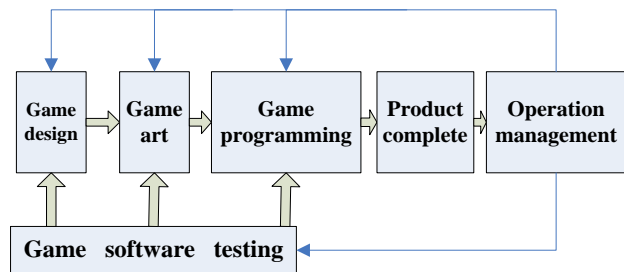 Game
design
Game
art
Game
programming
Product
complete
Operation
management
Game software testing